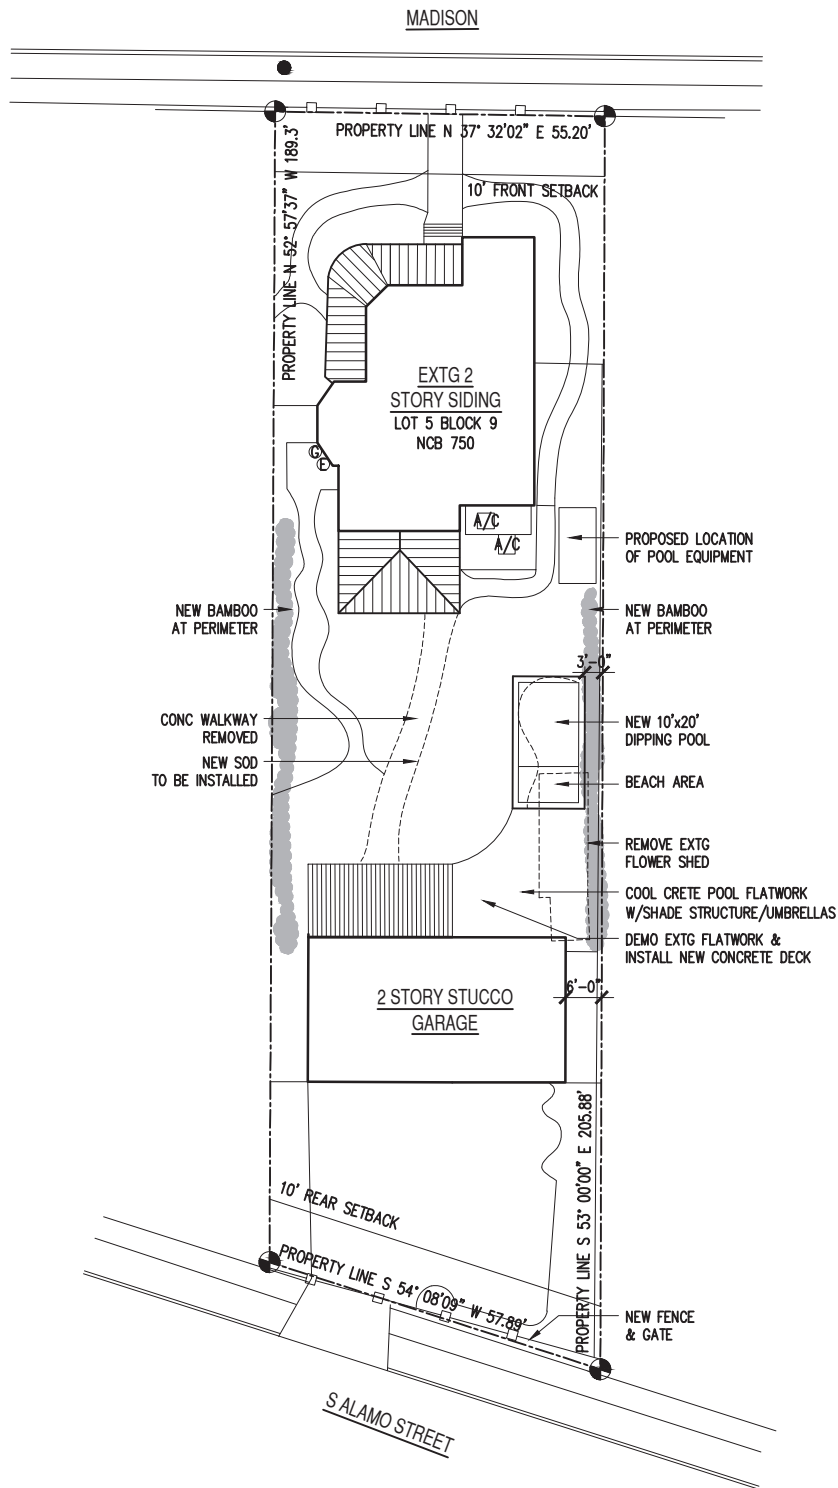 MADISON
PROPERTY LINE N 37° 32'02" E 55.20'
PROPERTY LINE N 52° 57'37" W 189.3'
10' FRONT SETBACK
EXTG 2
STORY SIDING
LOT 5 BLOCK 9
NCB 750
G
E
A/C
A/C
PROPOSED LOCATION
OF POOL EQUIPMENT
NEW BAMBOO
AT PERIMETER
NEW BAMBOO
AT PERIMETER
3'-0"
CONC WALKWAY
REMOVED
NEW SOD
TO BE INSTALLED
NEW 10'x20'
DIPPING POOL
BEACH AREA
REMOVE EXTG
FLOWER SHED
COOL CRETE POOL FLATWORK
W/SHADE STRUCTURE/UMBRELLAS
DEMO EXTG FLATWORK &
INSTALL NEW CONCRETE DECK
6'-0"
2 STORY STUCCO
GARAGE
PROPERTY LINE S 53° 00'00" E 205.88'
10' REAR SETBACK
PROPERTY LINE S 54° 08'09" W 57.89'
NEW FENCE
& GATE
S ALAMO STREET